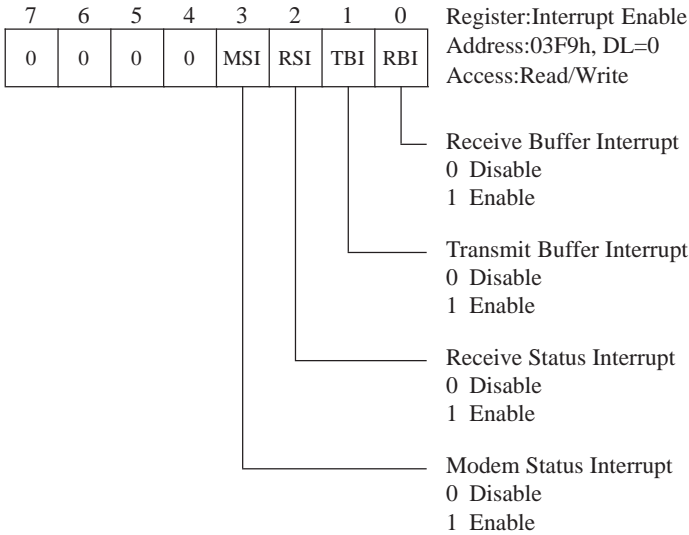 7 6 5 4 3 2 1 0
0 0 0 0 MSI RSI TBI RBI
Register:Interrupt Enable
Address:03F9h, DL=0
Access:Read/Write
Receive Buffer Interrupt
0 Disable
1 Enable
Transmit Buffer Interrupt
0 Disable
1 Enable
Receive Status Interrupt
0 Disable
1 Enable
Modem Status Interrupt
0 Disable
1 Enable